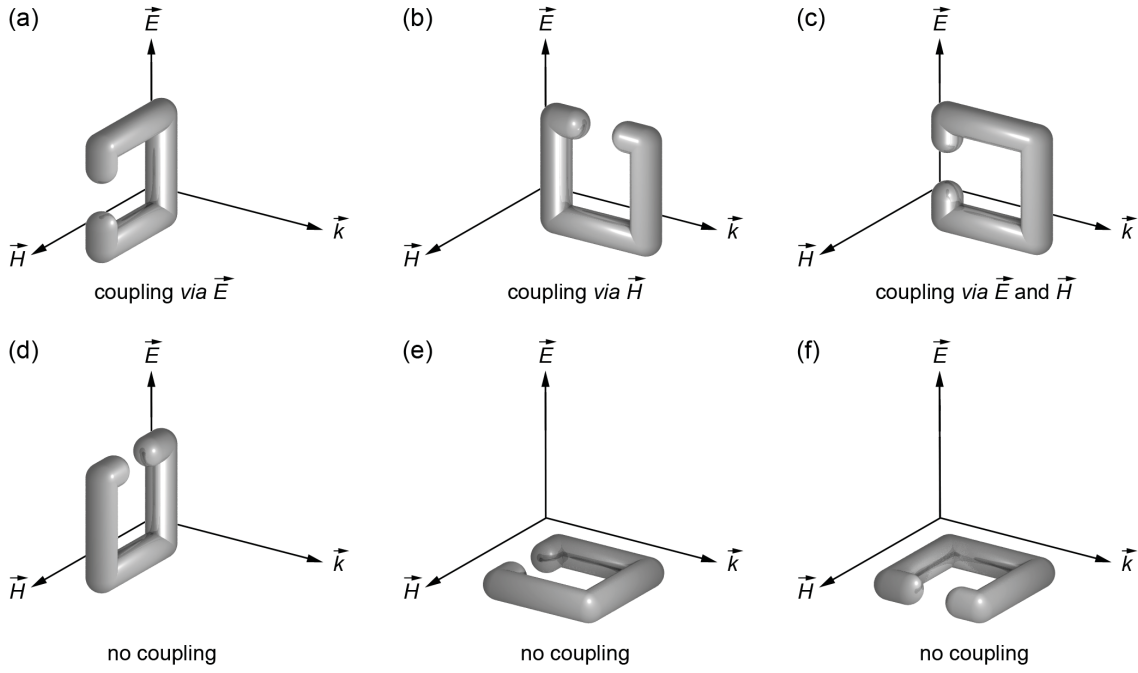 (a)
E⃗
H⃗
k⃗
coupling via E⃗
(b)
E⃗
H⃗
k⃗
coupling via H⃗
(c)
E⃗
H⃗
k⃗
coupling via E⃗ and H⃗
(d)
E⃗
H⃗
k⃗
no coupling
(e)
E⃗
H⃗
k⃗
no coupling
(f)
E⃗
H⃗
k⃗
no coupling